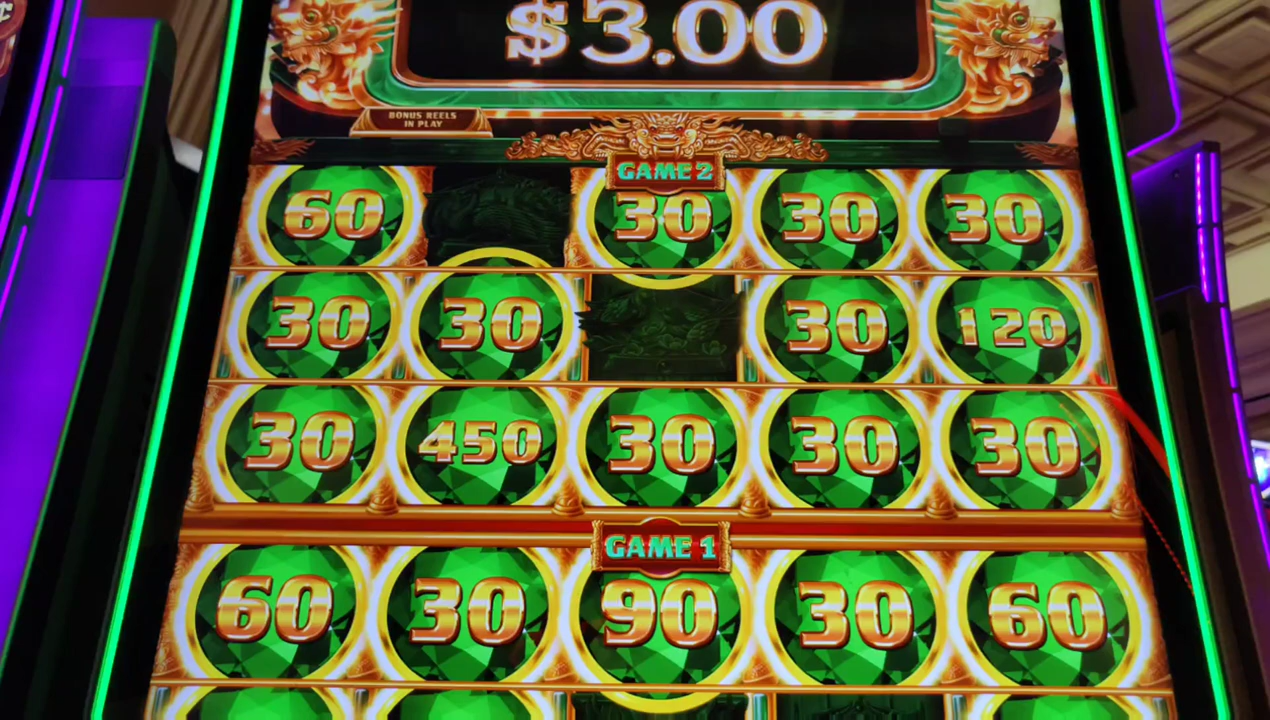 $3.00
BONUS REELS
IN PLAY
GAME 2
60 30 30 30
30 30 30 120
30 450 30 30 30
GAME 1
60 30 90 30 60